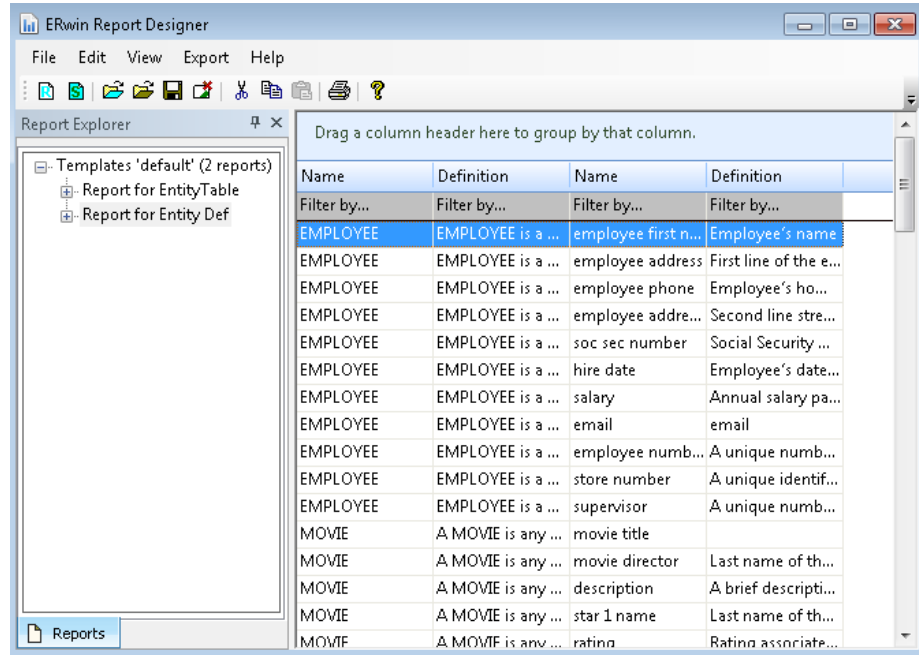 ERwin Report Designer
File Edit View Export Help
Report Explorer
Templates 'default' (2 reports)
Report for EntityTable
Report for Entity Def
Reports
Drag a column header here to group by that column.
Name Definition Name Definition
Filter by... Filter by... Filter by... Filter by...
EMPLOYEE EMPLOYEE is a ... employee first n... Employee's name
EMPLOYEE EMPLOYEE is a ... employee address First line of the e...
EMPLOYEE EMPLOYEE is a ... employee phone Employee's ho...
EMPLOYEE EMPLOYEE is a ... employee addre... Second line stre...
EMPLOYEE EMPLOYEE is a ... soc sec number Social Security ...
EMPLOYEE EMPLOYEE is a ... hire date Employee's date...
EMPLOYEE EMPLOYEE is a ... salary Annual salary pa...
EMPLOYEE EMPLOYEE is a ... email email
EMPLOYEE EMPLOYEE is a ... employee numb... A unique numb...
EMPLOYEE EMPLOYEE is a ... store number A unique identif...
EMPLOYEE EMPLOYEE is a ... supervisor A unique numb...
MOVIE A MOVIE is any ... movie title
MOVIE A MOVIE is any ... movie director Last name of th...
MOVIE A MOVIE is any ... description A brief descripti...
MOVIE A MOVIE is any ... star 1 name Last name of th...
MOVIE A MOVIE is any ... rating Rating associate...